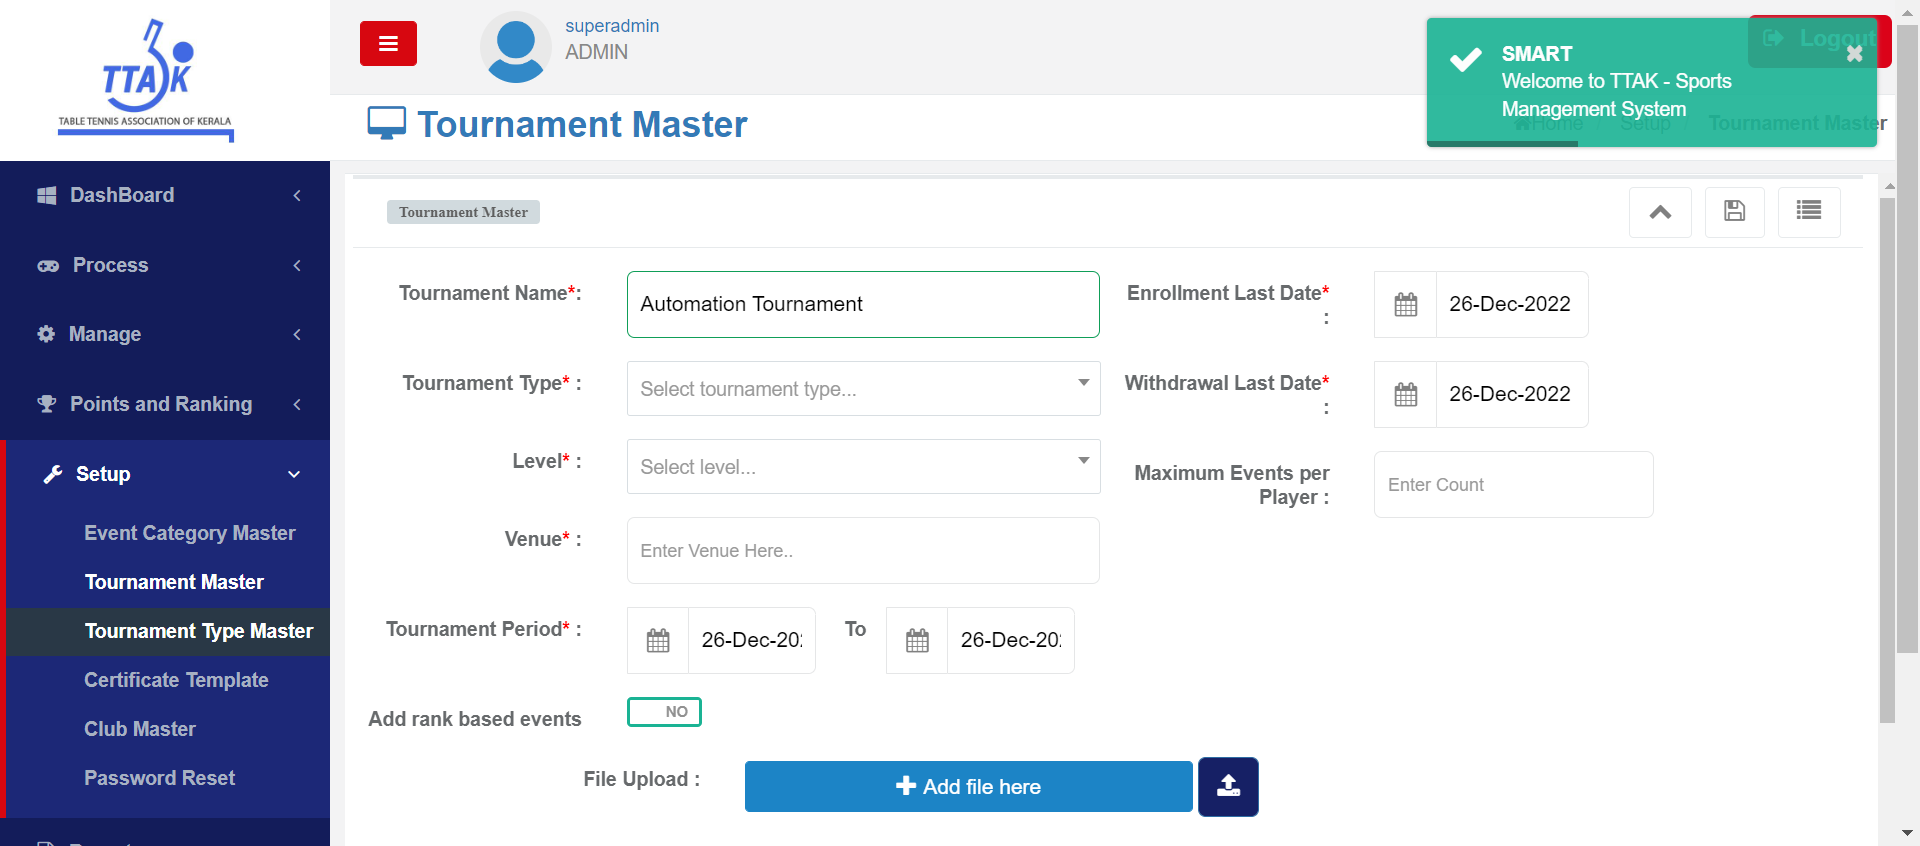 TTAK
TABLE TENNIS ASSOCIATION OF KERALA
superadmin
ADMIN
Logout
SMART
Welcome to TTAK - Sports
Management System
Tournament Master
Home
Setup
Tournament Master
DashBoard
Process
Manage
Points and Ranking
Setup
Event Category Master
Tournament Master
Tournament Type Master
Certificate Template
Club Master
Password Reset
Tournament Master
Tournament Name*:
Automation Tournament
Enrollment Last Date*
:
26-Dec-2022
Tournament Type* :
Select tournament type...
Withdrawal Last Date*
:
26-Dec-2022
Level* :
Select level...
Maximum Events per
Player :
Enter Count
Venue* :
Enter Venue Here..
Tournament Period* :
26-Dec-20
To
26-Dec-20
Add rank based events
NO
File Upload :
Add file here